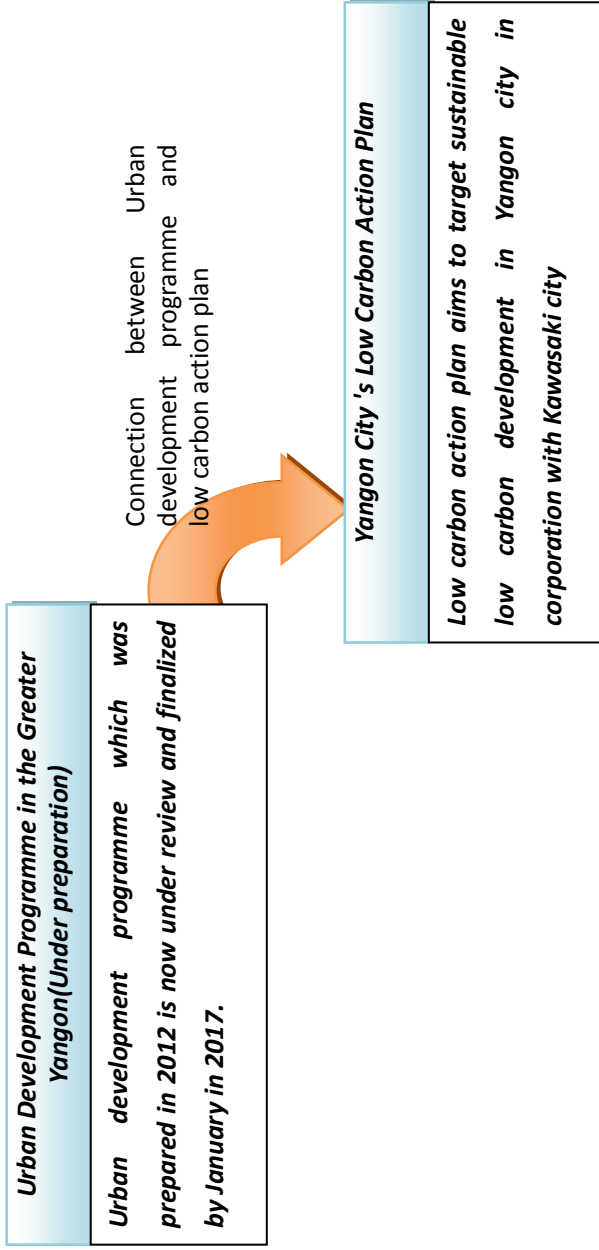 Urban Development Programme in the Greater
Yangon(Under preparation)
Urban development programme which was
prepared in 2012 is now under review and finalized
by January in 2017.
Connection between Urban
development programme and
low carbon action plan
Yangon City 's Low Carbon Action Plan
Low carbon action plan aims to target sustainable
low carbon development in Yangon city in
corporation with Kawasaki city